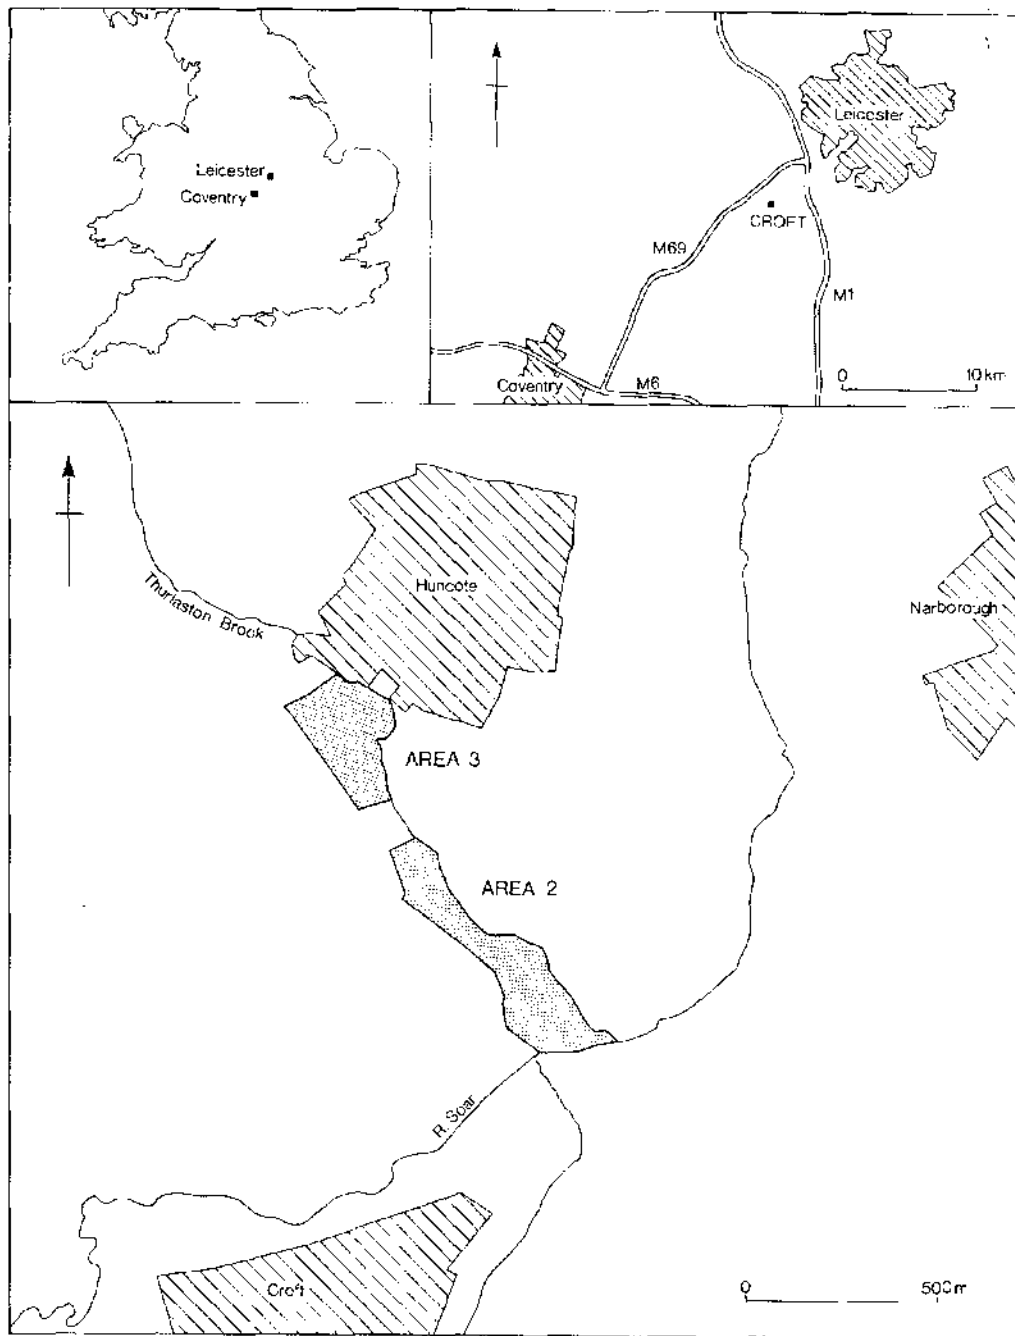 Leicester
Coventry
Leicester
CROFT
M69
M1
Coventry
M6
0 10 km
Thurlaston Brook
Huncote
Narborough
AREA 3
AREA 2
R. Soar
Croft
0 500 m